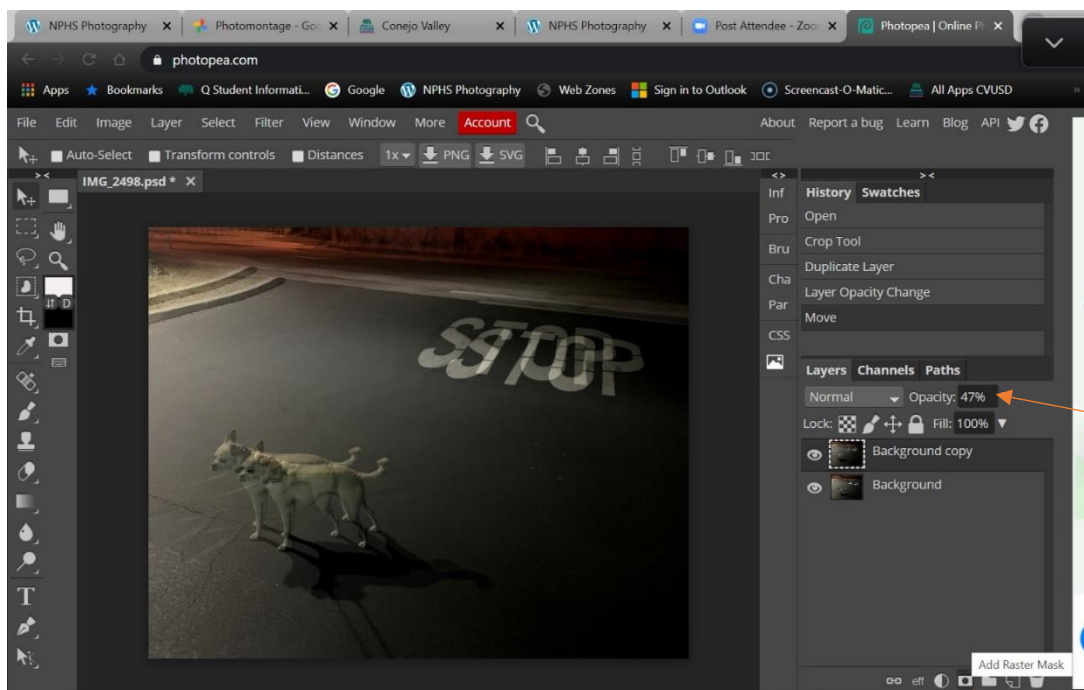 NPHS Photography Photomontage - Goo Conejo Valley NPHS Photography Post Attendee - Zoo Photopea | Online P
photopea.com
Apps Bookmarks Q Student Informati... Google NPHS Photography Web Zones Sign in to Outlook Screencast-O-Matic... All Apps CVUSD »
File Edit Image Layer Select Filter View Window More Account About Report a bug Learn Blog API
Auto-Select Transform controls Distances 1x PNG SVG
IMG_2498.psd *
Inf
Pro
Bru
Cha
Par
CSS
History Swatches
Open
Crop Tool
Duplicate Layer
Layer Opacity Change
Move
Layers Channels Paths
Normal Opacity: 47%
Lock: Fill: 100%
Background copy
Background
D
T
SSTOP
Add Raster Mask
eff